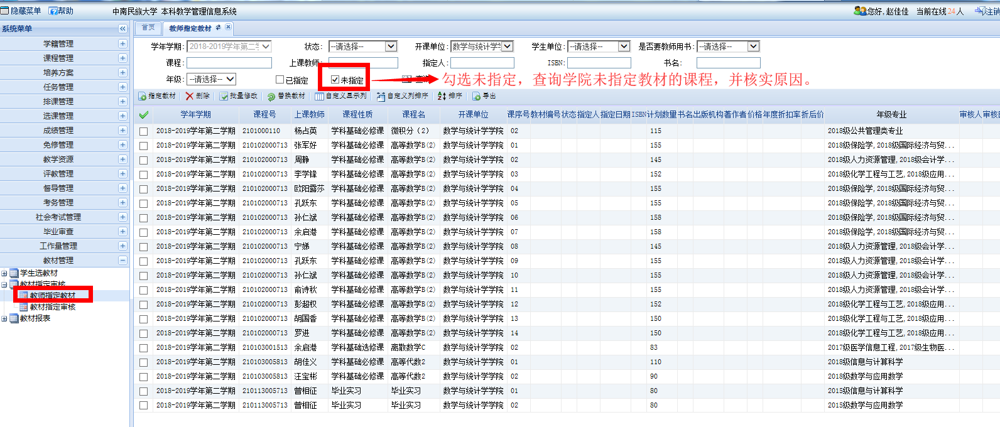 隐藏菜单 帮助 中南民族大学 本科教学管理信息系统 您好,赵佳佳 当前在线24人 注销
系统菜单
学籍管理
课程管理
培养方案
任务管理
排课管理
选课管理
成绩管理
免修管理
教学资源
评教管理
督导管理
考务管理
社会考试管理
毕业审查
工作量管理
教材管理
学生选教材
教材指定审核
教师指定教材
教材指定审核
教材报表
首页 教师指定教材
学年学期: 2018-2019学年第二学 状态: --请选择-- 开课单位: 数学与统计学学 学生单位: --请选择-- 是否要教师用书: --请选择--
课程: 上课教师: 指定人: ISBN: 书名:
年级: --请选择-- 已指定 未指定 查询
勾选未指定，查询学院未指定教材的课程，并核实原因。
指定教材 删除 批量修改 替换教材 自定义显示列 自定义列排序 排序 导出
学年学期 课程号 上课教师 课程性质 课程名 开课单位 课序号 教材编号 状态 指定人 指定日期 ISBN 计划数量 书名 出版机构 著作者 价格 年度折扣率 折后价 年级专业 审核人 审核日
2018-2019学年第二学期 2101000110 杨占英 学科基础必修课 微积分（2） 数学与统计学学院 02 115 2018级公共管理类专业
2018-2019学年第二学期 210102000713 张军好 学科基础必修课 高等数学B(2) 数学与统计学学院 01 155 2018级保险学,2018级国际经济与贸...
2018-2019学年第二学期 210102000713 周静 学科基础必修课 高等数学B(2) 数学与统计学学院 02 145 2018级人力资源管理,2018级会计学...
2018-2019学年第二学期 210102000713 李学锋 学科基础必修课 高等数学B(2) 数学与统计学学院 03 152 2018级化学工程与工艺,2018级应用...
2018-2019学年第二学期 210102000713 欧阳露莎 学科基础必修课 高等数学B(2) 数学与统计学学院 04 155 2018级保险学,2018级国际经济与贸...
2018-2019学年第二学期 210102000713 孔跃东 学科基础必修课 高等数学B(2) 数学与统计学学院 05 155 2018级保险学,2018级国际经济与贸...
2018-2019学年第二学期 210102000713 孙仁斌 学科基础必修课 高等数学B(2) 数学与统计学学院 06 158 2018级保险学,2018级国际经济与贸...
2018-2019学年第二学期 210102000713 余启港 学科基础必修课 高等数学B(2) 数学与统计学学院 07 158 2018级保险学,2018级国际经济与贸...
2018-2019学年第二学期 210102000713 宁娣 学科基础必修课 高等数学B(2) 数学与统计学学院 08 145 2018级人力资源管理,2018级会计学...
2018-2019学年第二学期 210102000713 孔跃东 学科基础必修课 高等数学B(2) 数学与统计学学院 09 155 2018级人力资源管理,2018级会计学...
2018-2019学年第二学期 210102000713 孙仁斌 学科基础必修课 高等数学B(2) 数学与统计学学院 10 155 2018级人力资源管理,2018级会计学...
2018-2019学年第二学期 210102000713 俞诗秋 学科基础必修课 高等数学B(2) 数学与统计学学院 11 155 2018级人力资源管理,2018级会计学...
2018-2019学年第二学期 210102000713 彭超权 学科基础必修课 高等数学B(2) 数学与统计学学院 12 152 2018级化学工程与工艺,2018级应用...
2018-2019学年第二学期 210102000713 胡国香 学科基础必修课 高等数学B(2) 数学与统计学学院 13 150 2018级化学工程与工艺,2018级应用...
2018-2019学年第二学期 210102000713 罗进 学科基础必修课 高等数学B(2) 数学与统计学学院 14 150 2018级化学工程与工艺,2018级应用...
2018-2019学年第二学期 210103001513 余启港 学科基础选修课 离散数学C 数学与统计学学院 02 83 2017级医学信息工程,2017级生物医...
2018-2019学年第二学期 210103005813 胡佳义 学科基础必修课 高等代数2 数学与统计学学院 01 110 2018级信息与计算科学
2018-2019学年第二学期 210103005813 汪宝彬 学科基础必修课 高等代数2 数学与统计学学院 02 90 2018级数学与应用数学
2018-2019学年第二学期 210113005713 曾相征 毕业实习 毕业实习 数学与统计学学院 01 80 2015级信息与计算科学
2018-2019学年第二学期 210113005713 曾相征 毕业实习 毕业实习 数学与统计学学院 02 80 2015级数学与应用数学